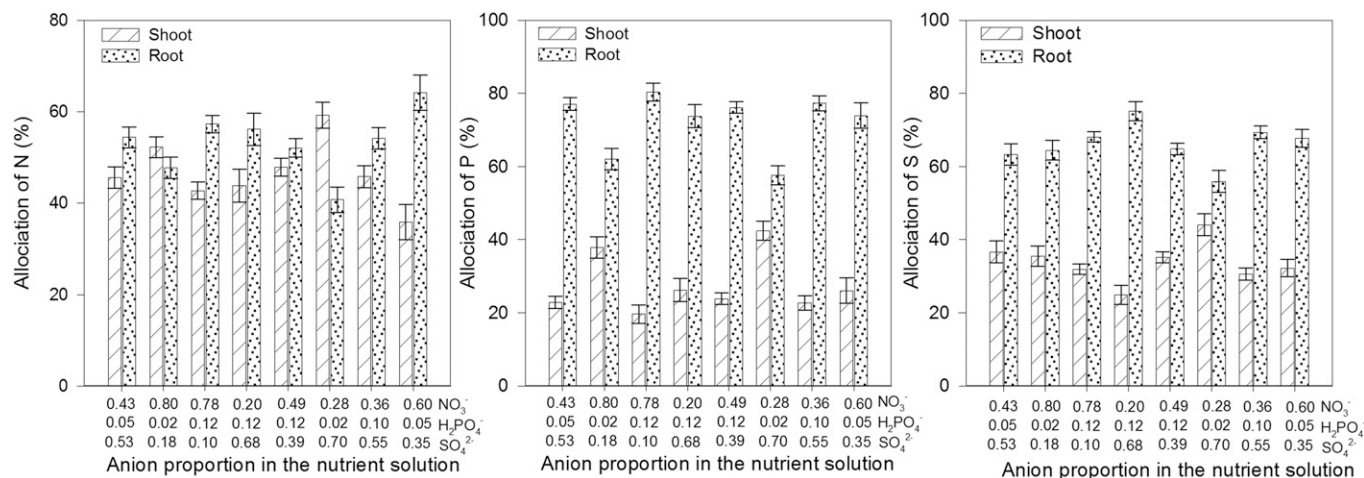 80
60
40
20
0
Allociation of N (%)
Shoot
Root
0.43 0.80 0.78 0.20 0.49 0.28 0.36 0.60 NO₃⁻
0.05 0.02 0.12 0.12 0.12 0.02 0.10 0.05 H₂PO₄⁻
0.53 0.18 0.10 0.68 0.39 0.70 0.55 0.35 SO₄²⁻
Anion proportion in the nutrient solution
100
80
60
40
20
0
Allociation of P (%)
Shoot
Root
0.43 0.80 0.78 0.20 0.49 0.28 0.36 0.60 NO₃⁻
0.05 0.02 0.12 0.12 0.12 0.02 0.10 0.05 H₂PO₄⁻
0.53 0.18 0.10 0.68 0.39 0.70 0.55 0.35 SO₄²⁻
Anion proportion in the nutrient solution
100
80
60
40
20
0
Allociation of S (%)
Shoot
Root
0.43 0.80 0.78 0.20 0.49 0.28 0.36 0.60 NO₃⁻
0.05 0.02 0.12 0.12 0.12 0.02 0.10 0.05 H₂PO₄⁻
0.53 0.18 0.10 0.68 0.39 0.70 0.55 0.35 SO₄²⁻
Anion proportion in the nutrient solution